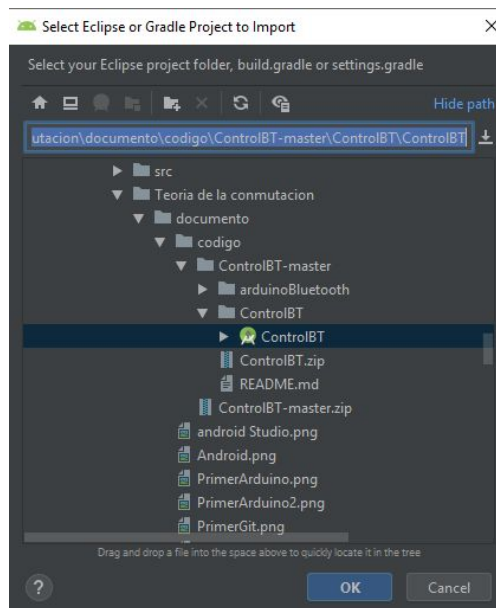 Select Eclipse or Gradle Project to Import
Select your Eclipse project folder, build.gradle or settings.gradle
Hide path
utacion\documento\codigo\ControlBT-master\ControlBT\ControlBT
src
Teoria de la conmutacion
documento
codigo
ControlBT-master
arduinoBluetooth
ControlBT
ControlBT
ControlBT.zip
README.md
ControlBT-master.zip
android Studio.png
Android.png
PrimerArduino.png
PrimerArduino2.png
PrimerGit.png
Drag and drop a file into the space above to quickly locate it in the tree
? OK Cancel